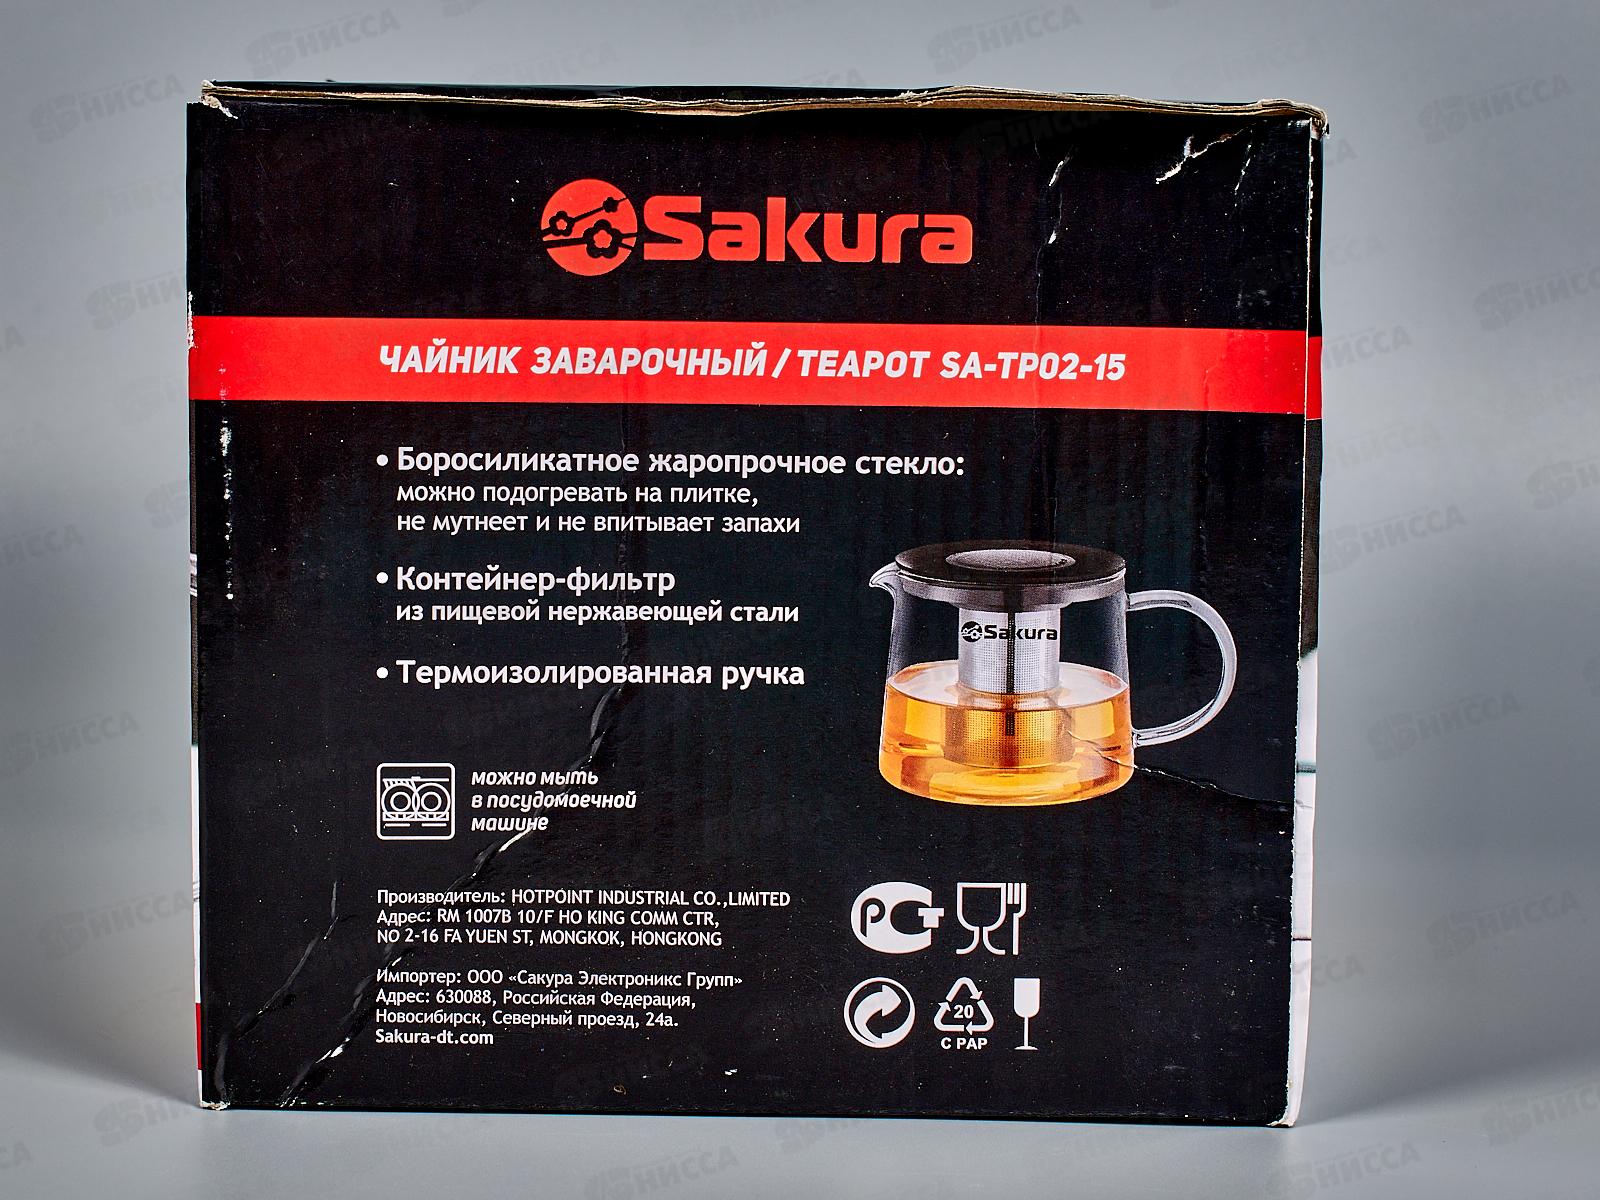 Sakura
ЧАЙНИК ЗАВАРОЧНЫЙ / TEAPOT SA-TP02-15
• Боросиликатное жаропрочное стекло:
можно подогревать на плитке,
не мутнеет и не впитывает запахи
• Контейнер-фильтр
из пищевой нержавеющей стали
• Термоизолированная ручка
Sakura
можно мыть
в посудомоечной
машине
Производитель: HOTPOINT INDUSTRIAL CO.,LIMITED
Адрес: RM 1007B 10/F HO KING COMM CTR,
NO 2-16 FA YUEN ST, MONGKOK, HONGKONG
Импортер: ООО «Сакура Электроникс Групп»
Адрес: 630088, Российская Федерация,
Новосибирск, Северный проезд, 24а.
Sakura-dt.com
РСТ
20
C PAP
НИССА